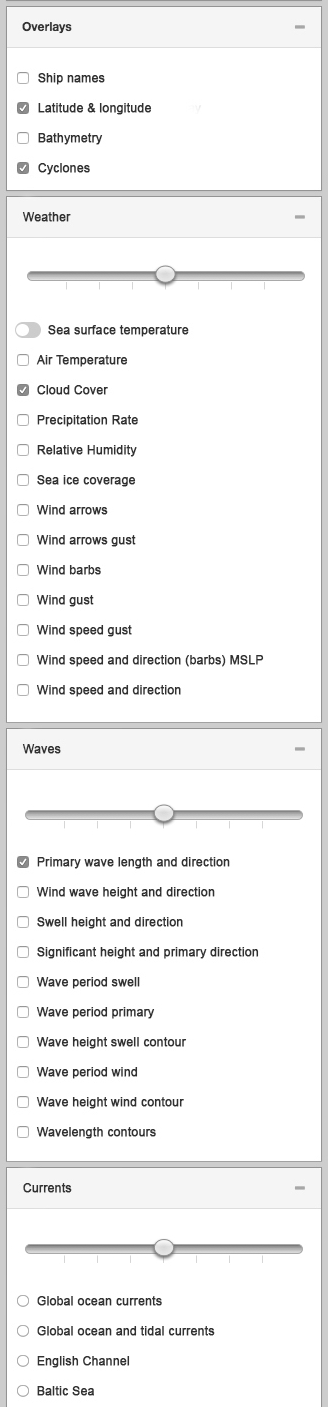 Overlays
Ship names
Latitude & longitude
Bathymetry
Cyclones
Weather
Sea surface temperature
Air Temperature
Cloud Cover
Precipitation Rate
Relative Humidity
Sea ice coverage
Wind arrows
Wind arrows gust
Wind barbs
Wind gust
Wind speed gust
Wind speed and direction (barbs) MSLP
Wind speed and direction
Waves
Primary wave length and direction
Wind wave height and direction
Swell height and direction
Significant height and primary direction
Wave period swell
Wave period primary
Wave height swell contour
Wave period wind
Wave height wind contour
Wavelength contours
Currents
Global ocean currents
Global ocean and tidal currents
English Channel
Baltic Sea